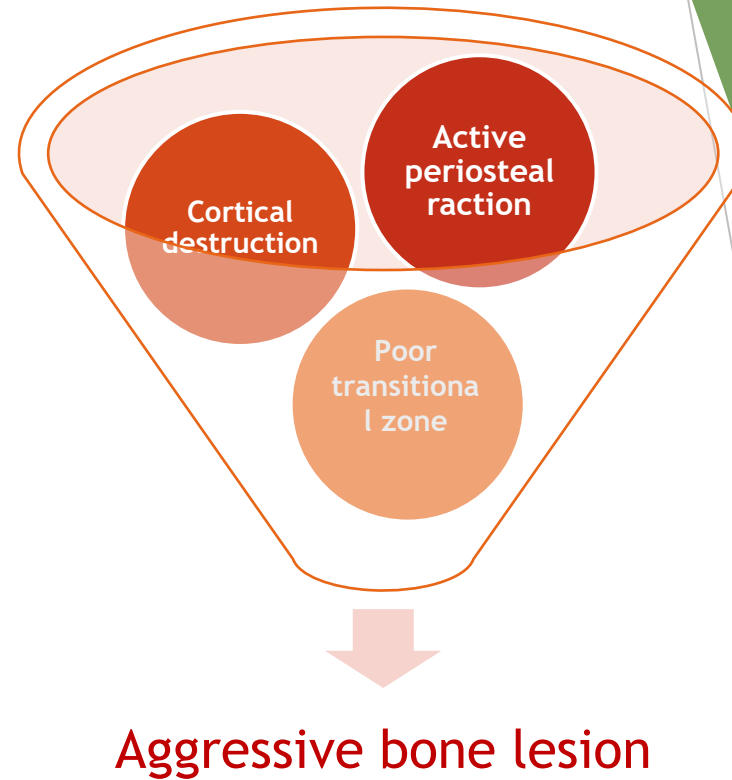 Cortical
destruction
Active
periosteal
raction
Poor
transitiona
l zone
Aggressive bone lesion